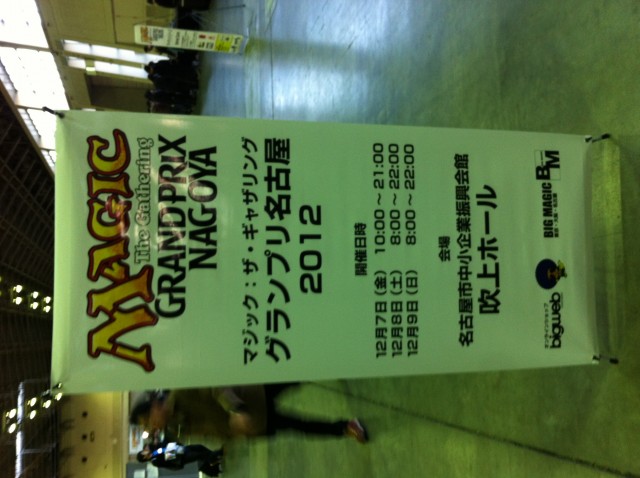 MAGIC
The Gathering
GRANDPRIX
NAGOYA
マジック：ザ・ギャザリング
グランプリ名古屋
2012
開催日時
12月7日(金) 10:00～21:00
12月8日(土) 8:00～22:00
12月9日(日) 8:00～22:00
会場
名古屋市中小企業振興会館
吹上ホール
bigweb
BM
BIG MAGIC